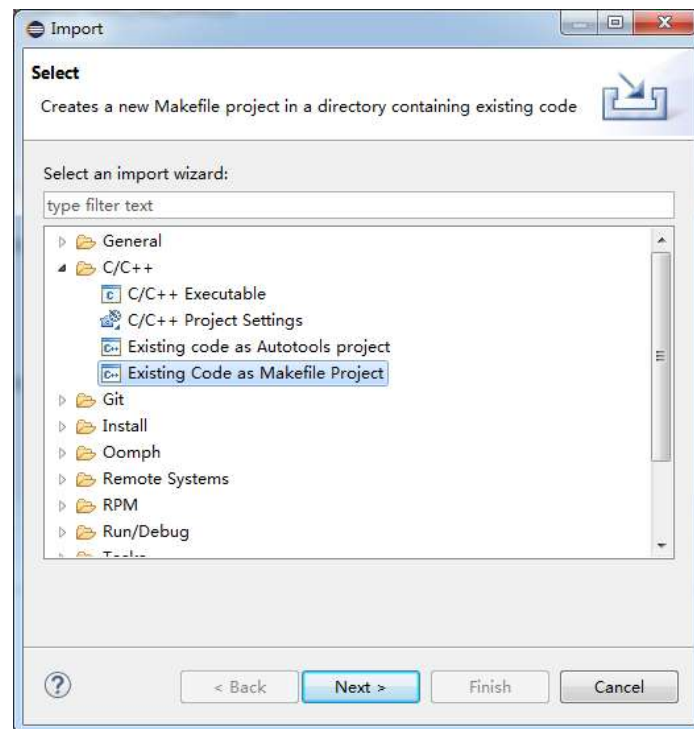 Import
Select
Creates a new Makefile project in a directory containing existing code
Select an import wizard:
type filter text
General
C/C++
C/C++ Executable
C/C++ Project Settings
Existing code as Autotools project
Existing Code as Makefile Project
Git
Install
Oomph
Remote Systems
RPM
Run/Debug
Tasks
< Back Next > Finish Cancel